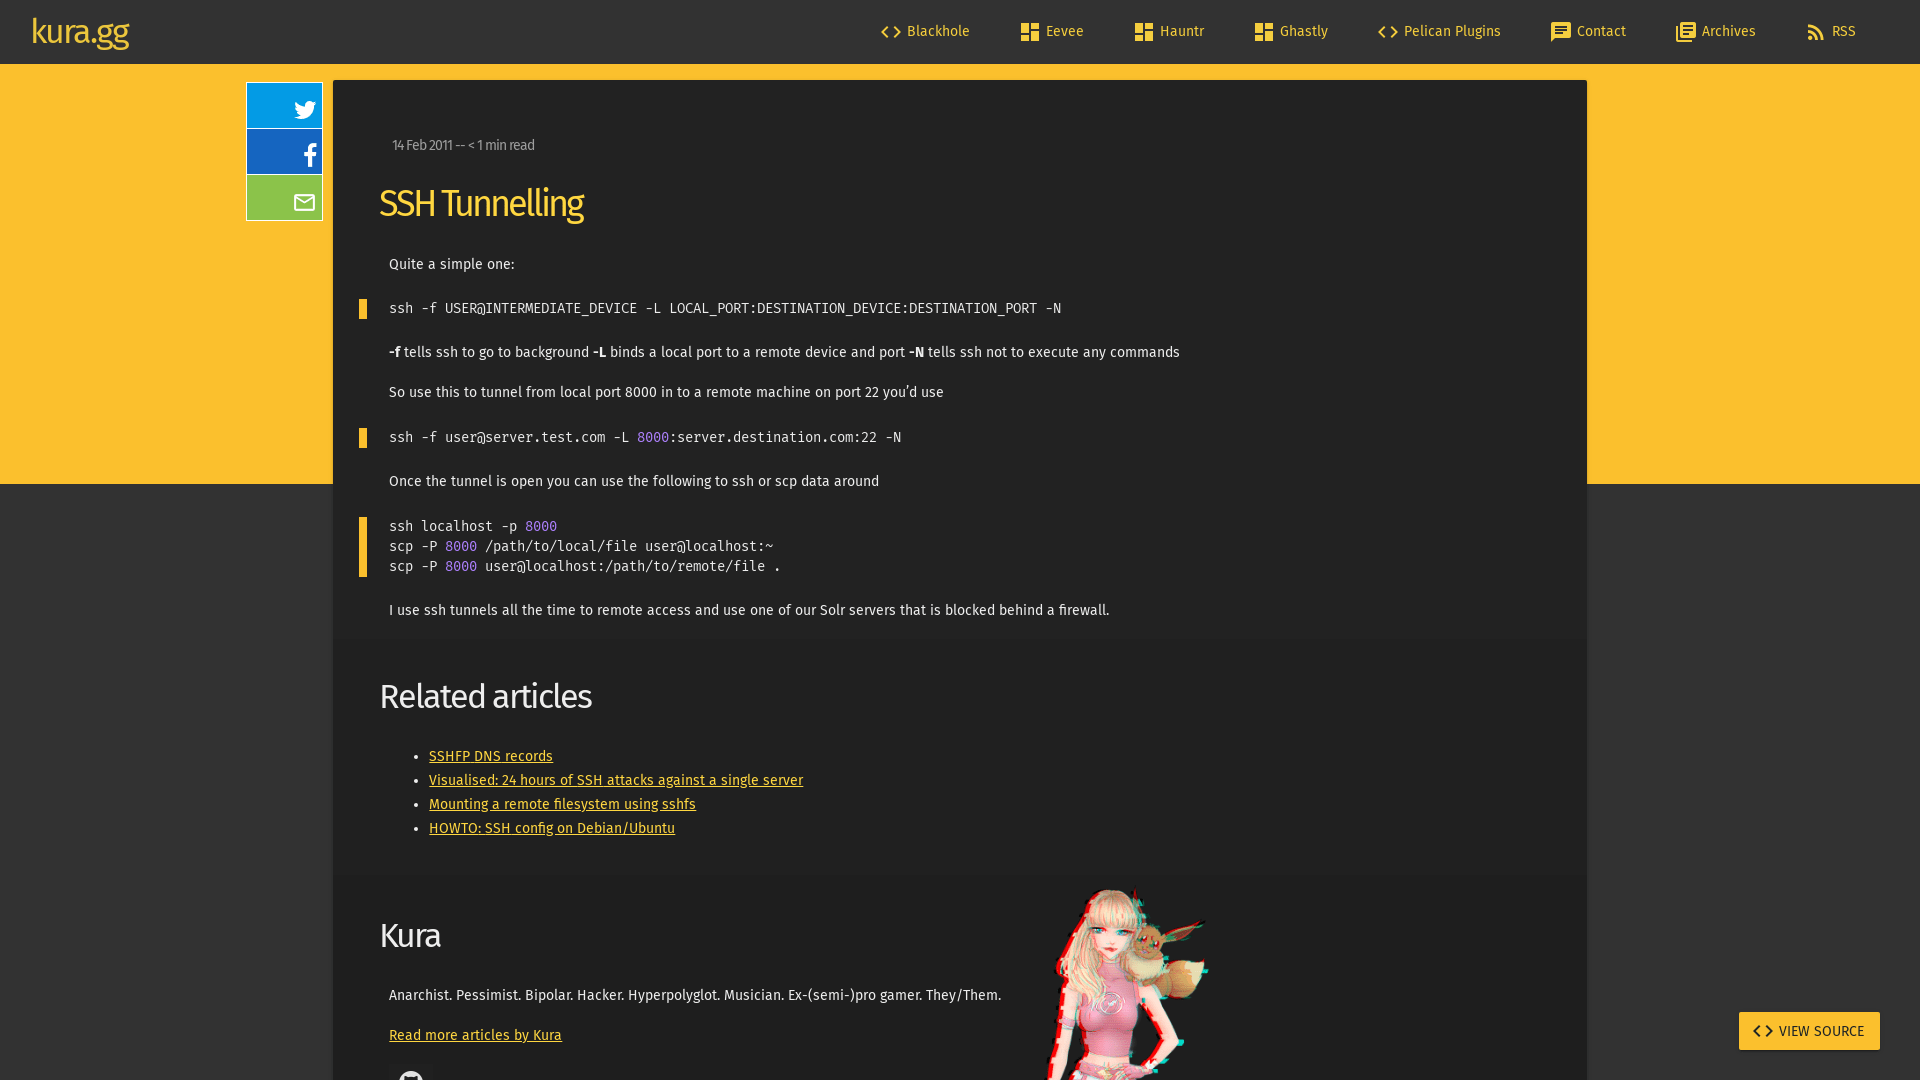 kura.gg
Blackhole
Eevee
Hauntr
Ghastly
Pelican Plugins
Contact
Archives
RSS
14 Feb 2011 -- < 1 min read
SSH Tunnelling
Quite a simple one:
ssh -f USER@INTERMEDIATE_DEVICE -L LOCAL_PORT:DESTINATION_DEVICE:DESTINATION_PORT -N
-f tells ssh to go to background -L binds a local port to a remote device and port -N tells ssh not to execute any commands
So use this to tunnel from local port 8000 in to a remote machine on port 22 you’d use
ssh -f user@server.test.com -L 8000:server.destination.com:22 -N
Once the tunnel is open you can use the following to ssh or scp data around
ssh localhost -p 8000
scp -P 8000 /path/to/local/file user@localhost:~
scp -P 8000 user@localhost:/path/to/remote/file .
I use ssh tunnels all the time to remote access and use one of our Solr servers that is blocked behind a firewall.
Related articles
SSHFP DNS records
Visualised: 24 hours of SSH attacks against a single server
Mounting a remote filesystem using sshfs
HOWTO: SSH config on Debian/Ubuntu
Kura
Anarchist. Pessimist. Bipolar. Hacker. Hyperpolyglot. Musician. Ex-(semi-)pro gamer. They/Them.
Read more articles by Kura
VIEW SOURCE